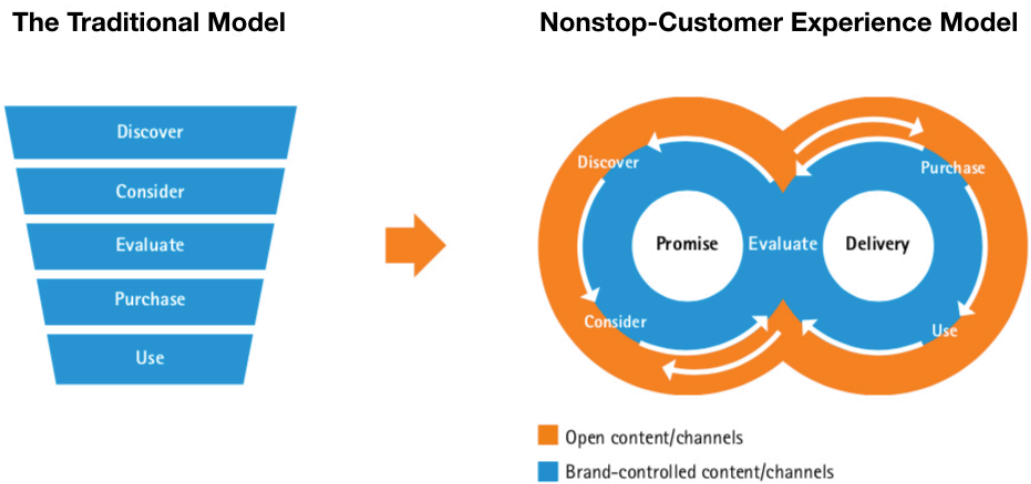 The Traditional Model
Nonstop-Customer Experience Model
Discover
Consider
Evaluate
Purchase
Use
Discover
Purchase
Promise
Evaluate
Delivery
Consider
Use
Open content/channels
Brand-controlled content/channels